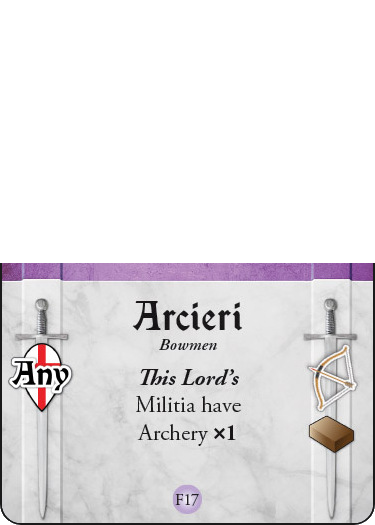 Arcieri
Bowmen
Any
This Lord's
Militia have
Archery ×1
F17